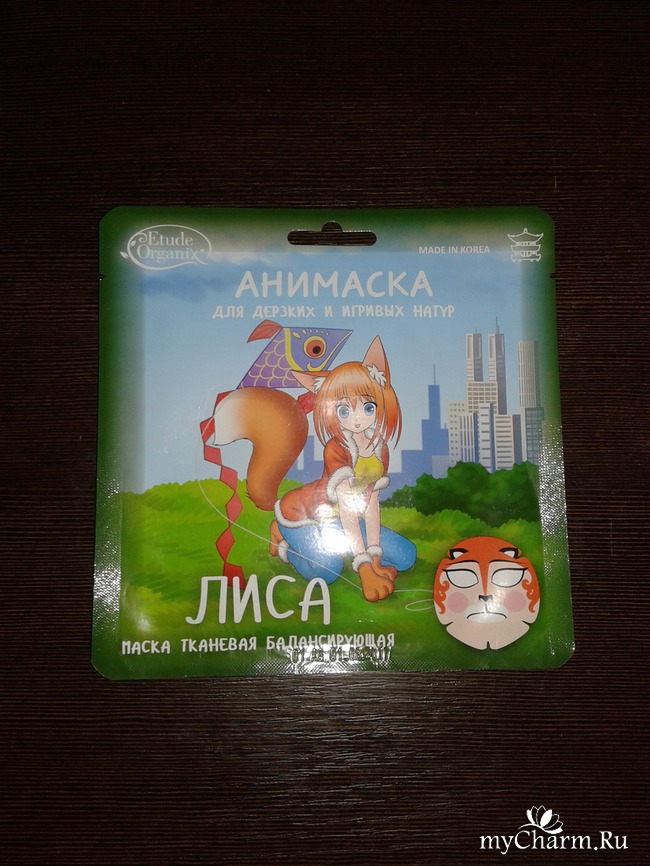 Etude
Organix
MADE IN KOREA
АНИМАСКА
ДЛЯ ДЕРЗКИХ И ИГРИВЫХ НАТУР
ЛИСА
МАСКА ТКАНЕВАЯ БАЛАНСИРУЮЩАЯ
myCharm.Ru